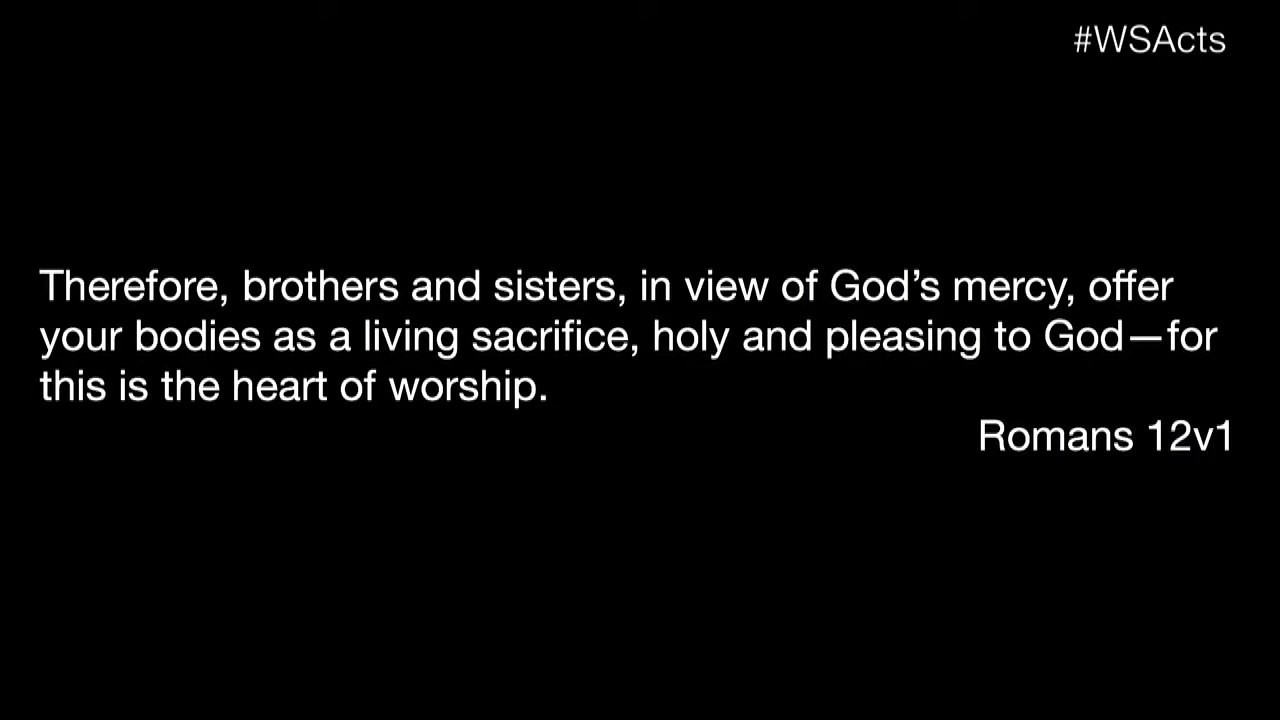 #WSActs
Therefore, brothers and sisters, in view of God’s mercy, offer
your bodies as a living sacrifice, holy and pleasing to God—for
this is the heart of worship.
Romans 12v1